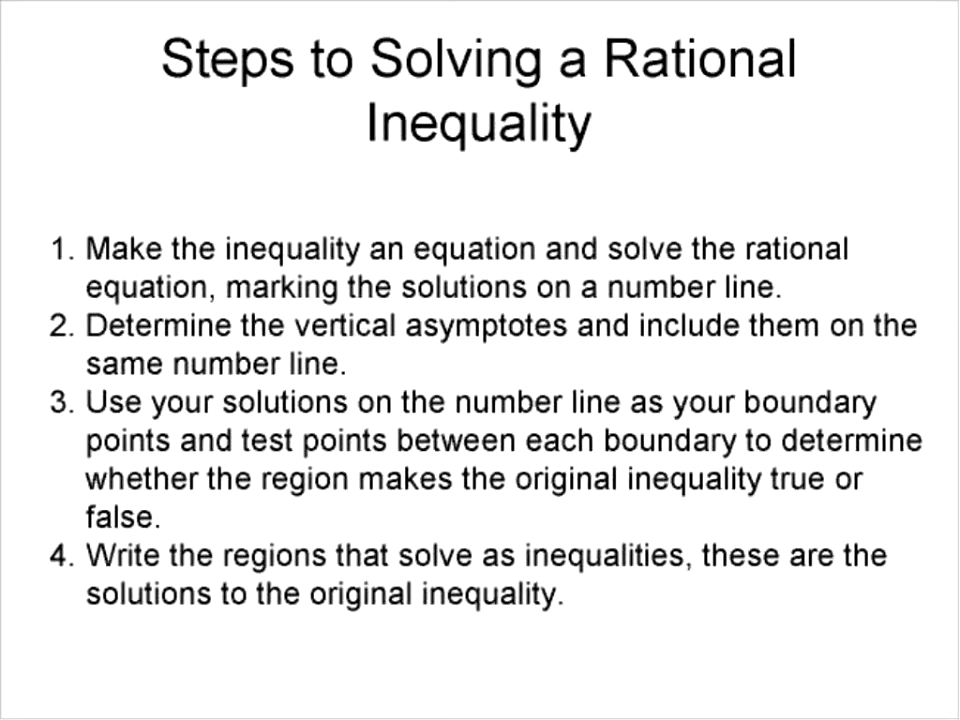 Steps to Solving a Rational
Inequality
1. Make the inequality an equation and solve the rational
equation, marking the solutions on a number line.
2. Determine the vertical asymptotes and include them on the
same number line.
3. Use your solutions on the number line as your boundary
points and test points between each boundary to determine
whether the region makes the original inequality true or
false.
4. Write the regions that solve as inequalities, these are the
solutions to the original inequality.